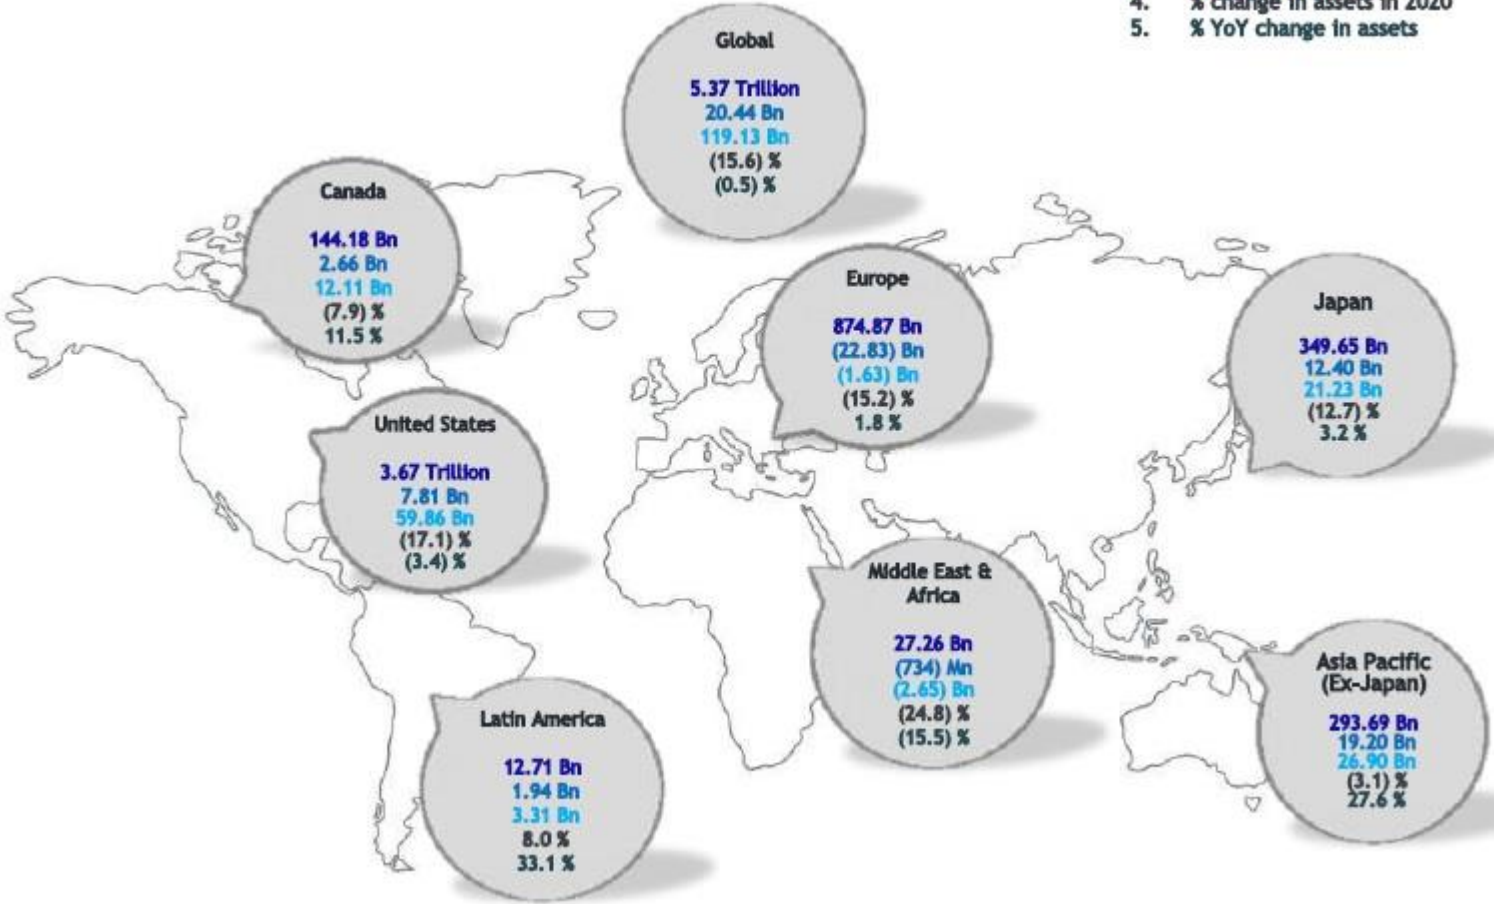 4. % change in assets in 2020
5. % YoY change in assets
Global
5.37 Trillion
20.44 Bn
119.13 Bn
(15.6) %
(0.5) %
Canada
144.18 Bn
2.66 Bn
12.11 Bn
(7.9) %
11.5 %
Europe
874.87 Bn
(22.83) Bn
(1.63) Bn
(15.2) %
1.8 %
Japan
349.65 Bn
12.40 Bn
21.23 Bn
(12.7) %
3.2 %
United States
3.67 Trillion
7.81 Bn
59.86 Bn
(17.1) %
(3.4) %
Middle East &
Africa
27.26 Bn
(734) Mn
(2.65) Bn
(24.8) %
(15.5) %
Asia Pacific
(Ex-Japan)
293.69 Bn
19.20 Bn
26.90 Bn
(3.1) %
27.6 %
Latin America
12.71 Bn
1.94 Bn
3.31 Bn
8.0 %
33.1 %